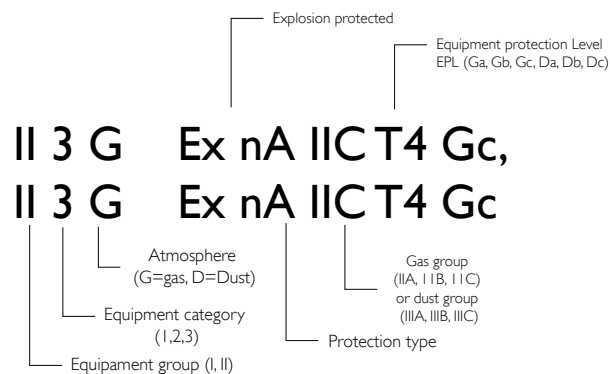 Explosion protected
Equipment protection Level
EPL (Ga, Gb, Gc, Da, Db, Dc)
II 3 G Ex nA IIC T4 Gc,
II 3 G Ex nA IIC T4 Gc
Atmosphere
(G=gas, D=Dust)
Gas group
(IIA, 11B, 11C)
or dust group
(IIIA, IIIB, IIIC)
Equipment category
(1,2,3)
Protection type
Equipament group (I, II)